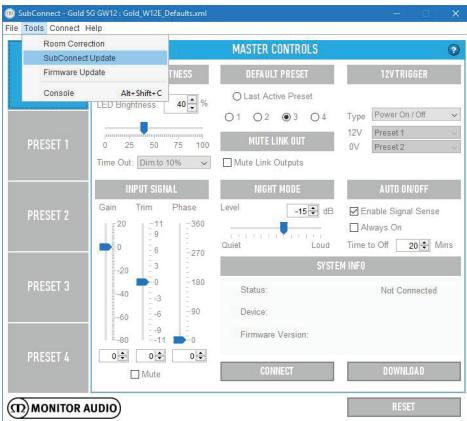 SubConnect - Gold 5G GW12 : Gold_W12E_Defaults.xml
File Tools Connect Help
Room Correction
SubConnect Update
Firmware Update
Console Alt+Shift+C
MASTER CONTROLS
?
TNESS
LED Brightness 40 %
0 25 50 75 100
Time Out: Dim to 10%
DEFAULT PRESET
Last Active Preset
1 2 3 4
MUTE LINK OUT
Mute Link Outputs
12V TRIGGER
Type Power On / Off
12V Preset 1
0V Preset 2
PRESET 1
PRESET 2
PRESET 3
PRESET 4
INPUT SIGNAL
Gain Trim Phase
20 11 360
9
0 6 270
3
-20 0 180
-40 -3
-6 90
-60 -9
-80 -11 0
0 0 0
Mute
NIGHT MODE
Level -15 dB
Quiet Loud
AUTO ON/OFF
Enable Signal Sense
Always On
Time to Off 20 Mins
SYSTEM INFO
Status: Not Connected
Device:
Firmware Version:
CONNECT DOWNLOAD
MONITOR AUDIO
RESET